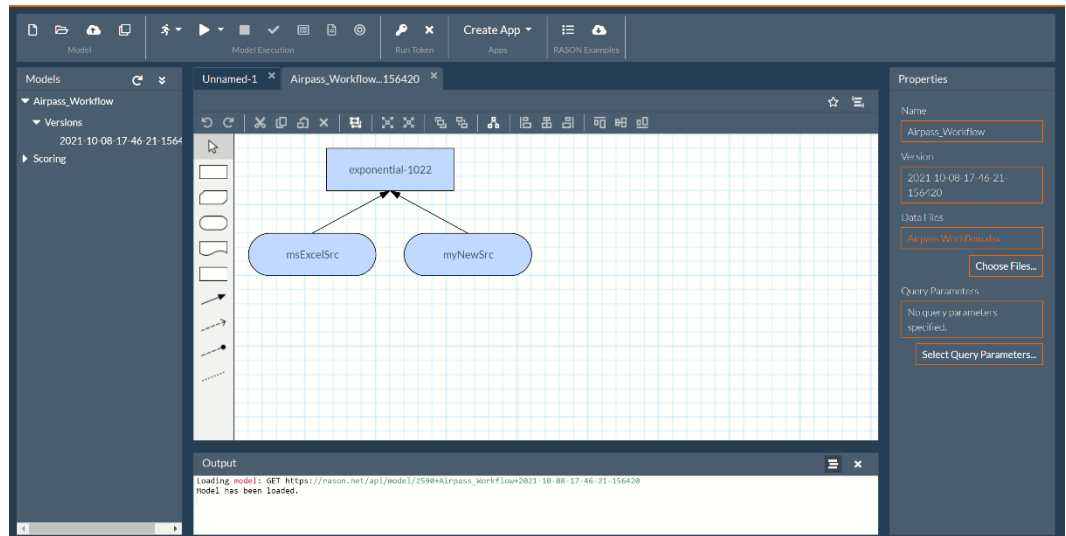 Create App
Model
Model Execution
Run Token
Apps
RASON Examples
Models
Airpass_Workflow
Versions
2021-10-08-17-46-21-1564
Scoring
Unnamed-1
Airpass_Workflow...156420
exponential-1022
msExcelSrc
myNewSrc
Output
Loading model: GET https://rason.net/api/model/2590+Airpass_Workflow+2021-10-08-17-46-21-156420
Model has been loaded.
Properties
Name
Airpass_Workflow
Version
2021-10-08-17-46-21-
156420
Data Files
Airpass Workflow.xlsx
Choose Files...
Query Parameters
No query parameters
specified.
Select Query Parameters...